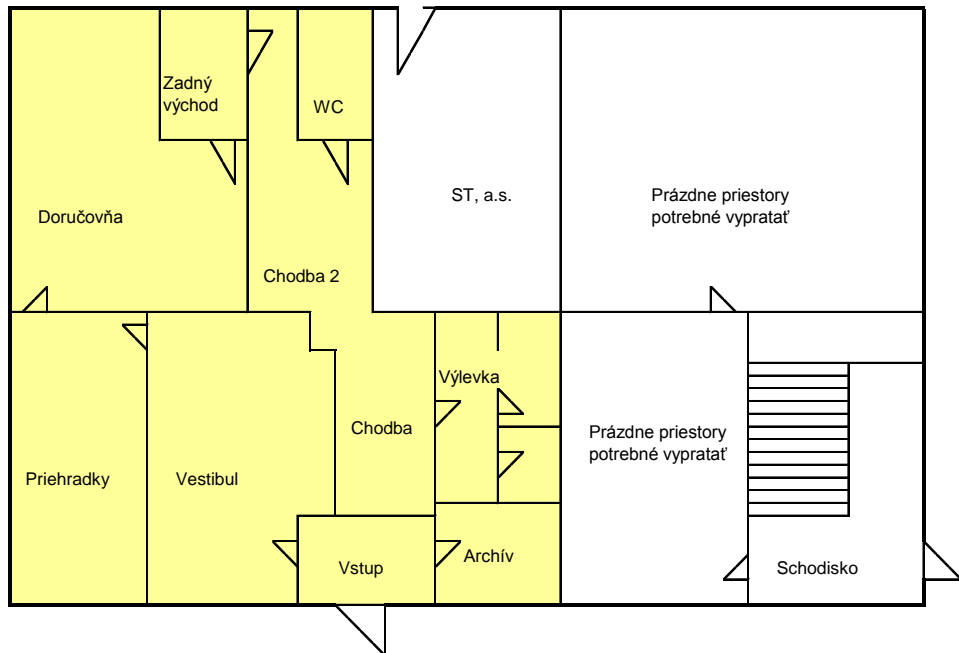 Zadný
východ
WC
ST, a.s.
Prázdne priestory
potrebné vypratať
Doručovňa
Chodba 2
Výlevka
Chodba
Prázdne priestory
potrebné vypratať
Priehradky
Vestibul
Vstup
Archív
Schodisko